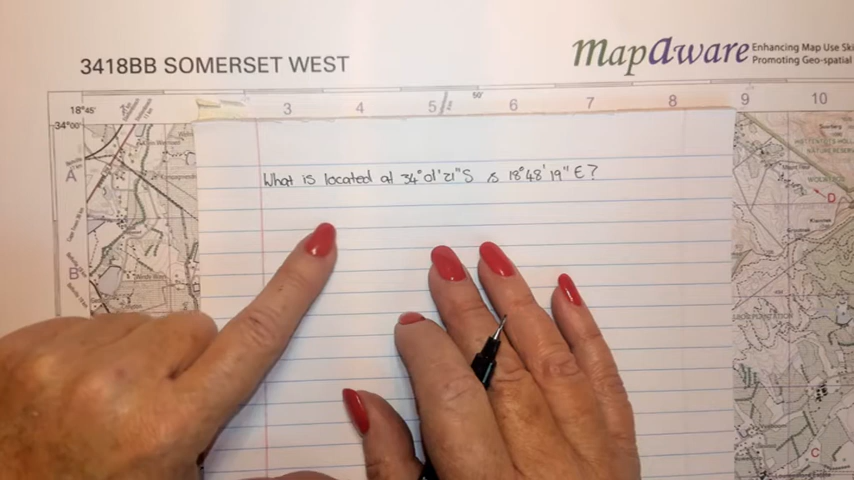 3418BB SOMERSET WEST
MapAware Enhancing Map Use Ski
Promoting Geo-spatial
18°45' 3 4 5 50' 6 7 8 9 10
34°00'
A
What is located at 34°01'21"S & 18°48'19"E?
B
D
C